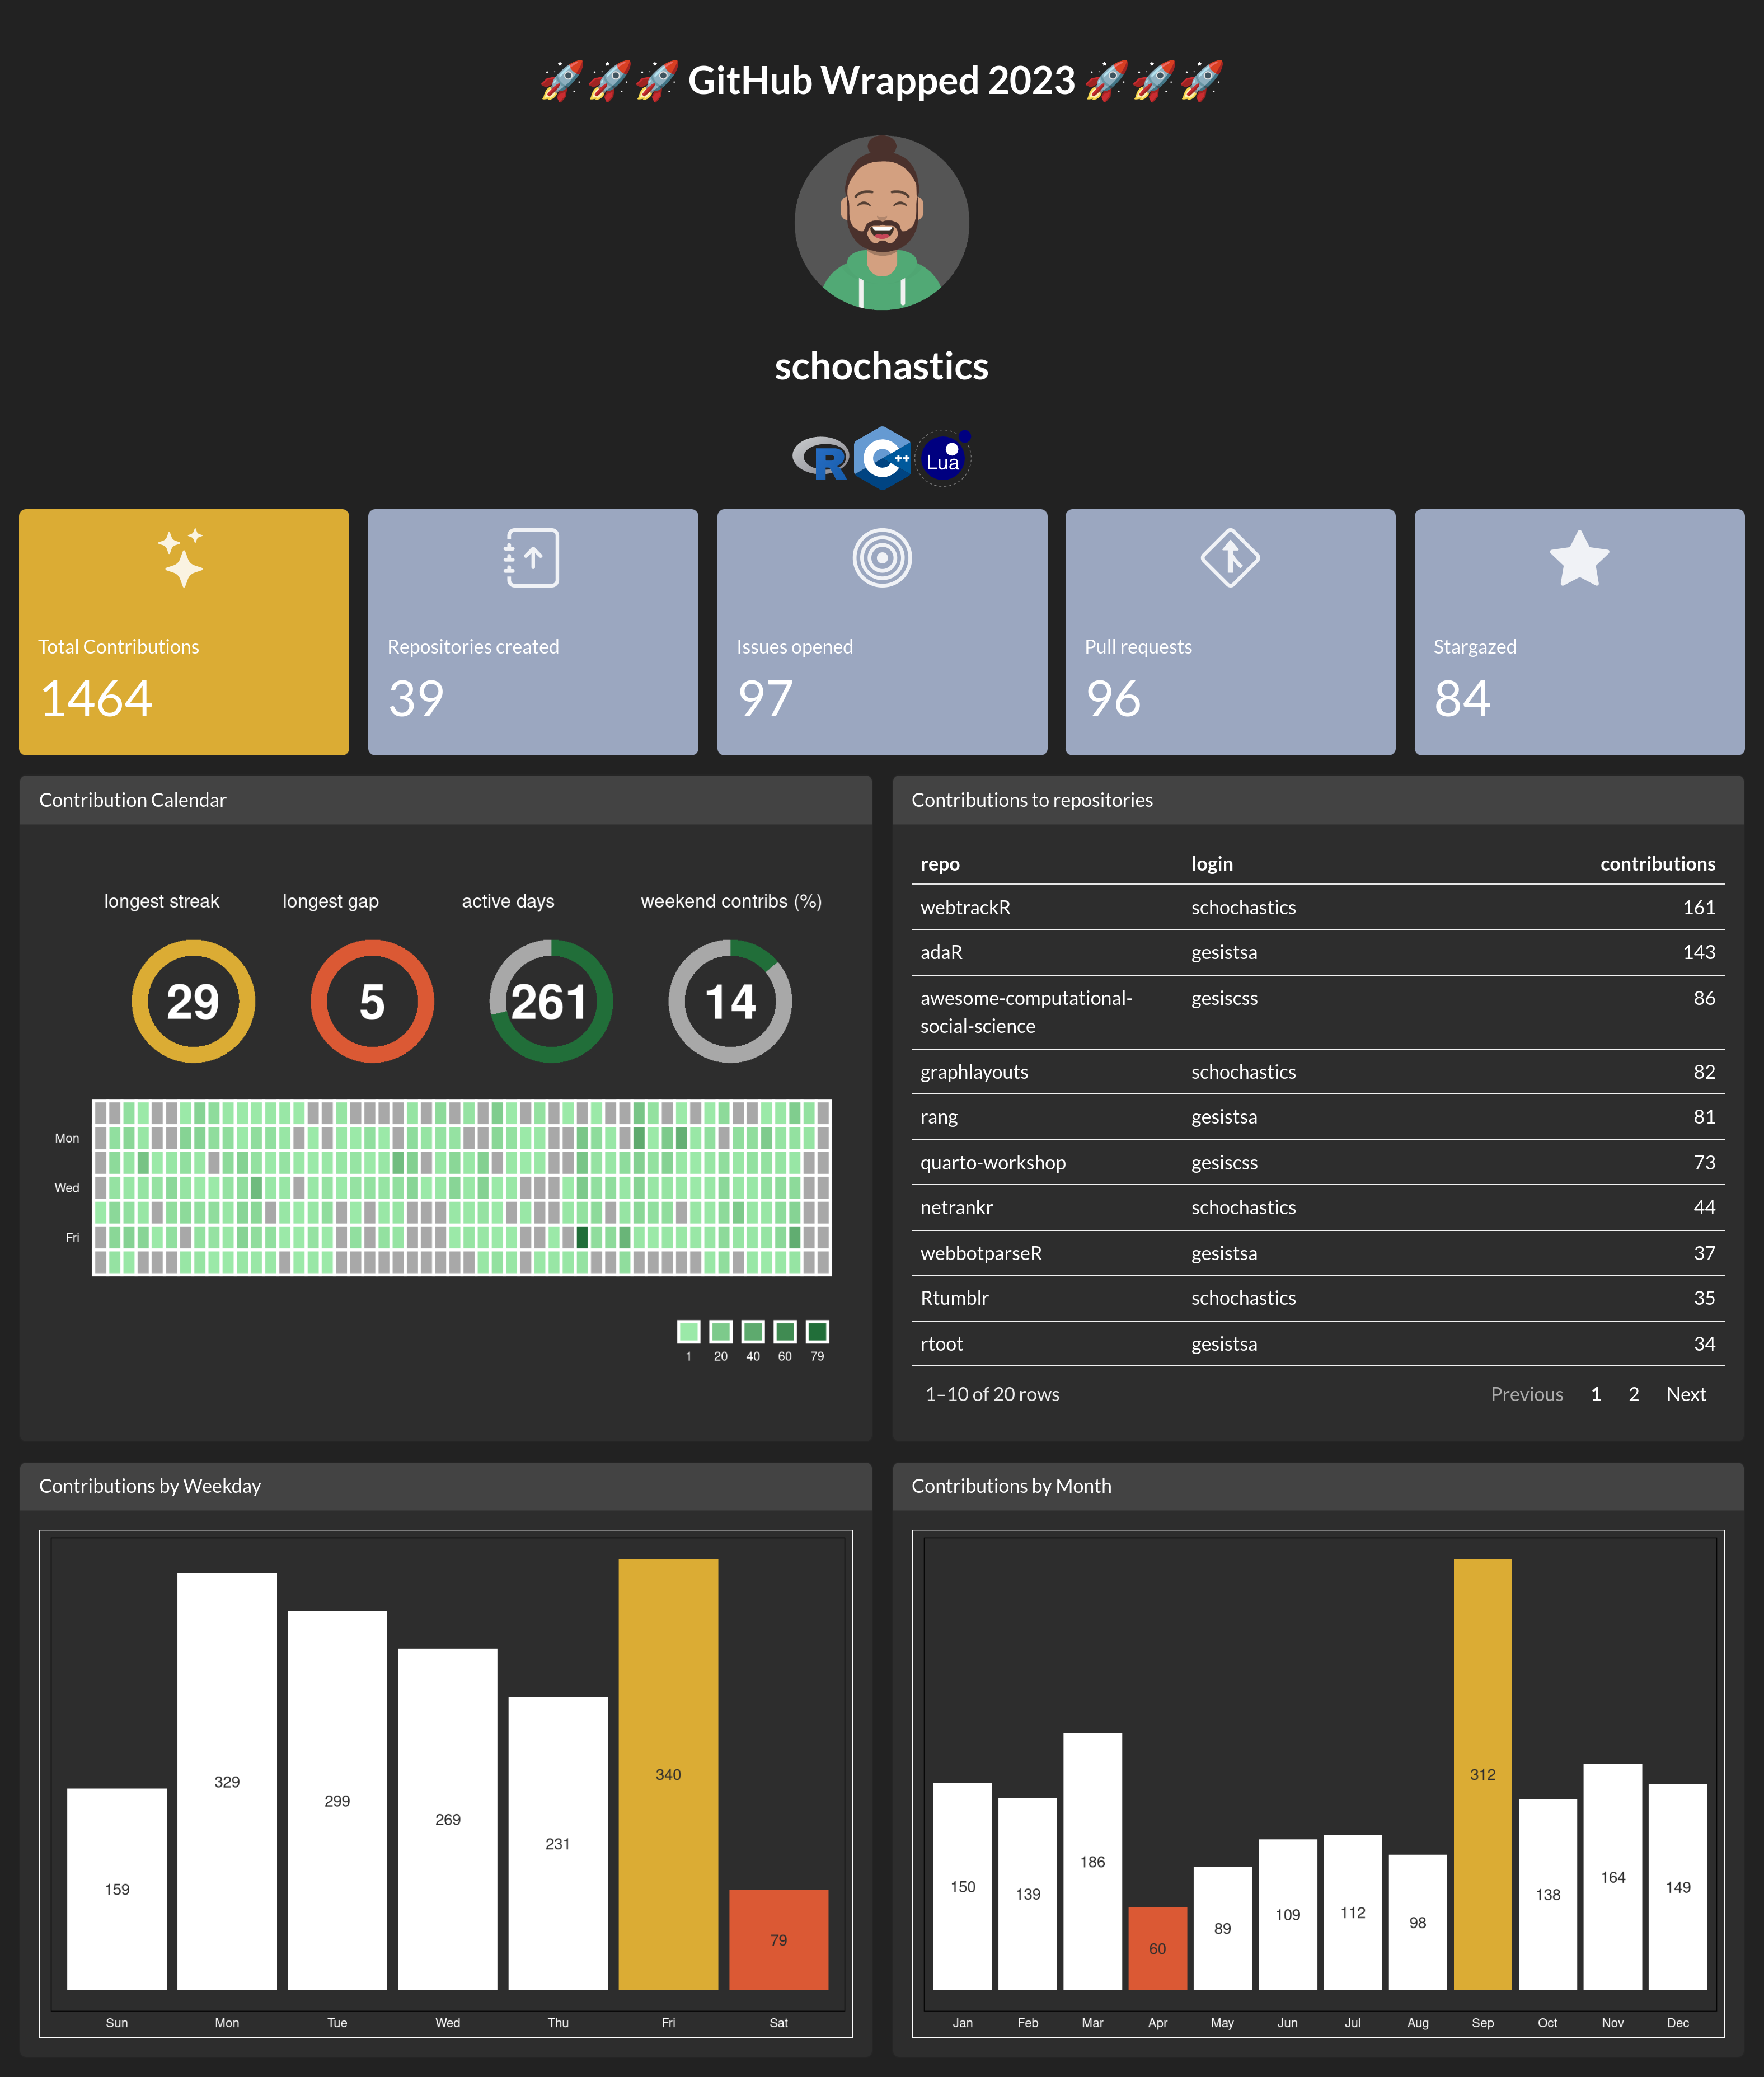 🚀🚀🚀 GitHub Wrapped 2023 🚀🚀🚀
schochastics
R C++ Lua
Total Contributions
1464
Repositories created
39
Issues opened
97
Pull requests
96
Stargazed
84
Contribution Calendar
longest streak longest gap active days weekend contribs (%)
29 5 261 14
Mon
Wed
Fri
1 20 40 60 79
Contributions to repositories
repo login contributions
webtrackR schochastics 161
adaR gesistsa 143
awesome-computational- gesiscss 86
social-science
graphlayouts schochastics 82
rang gesistsa 81
quarto-workshop gesiscss 73
netrankr schochastics 44
webbotparseR gesistsa 37
Rtumblr schochastics 35
rtoot gesistsa 34
1–10 of 20 rows Previous 1 2 Next
Contributions by Weekday
159 329 299 269 231 340 79
Sun Mon Tue Wed Thu Fri Sat
Contributions by Month
150 139 186 60 89 109 112 98 312 138 164 149
Jan Feb Mar Apr May Jun Jul Aug Sep Oct Nov Dec